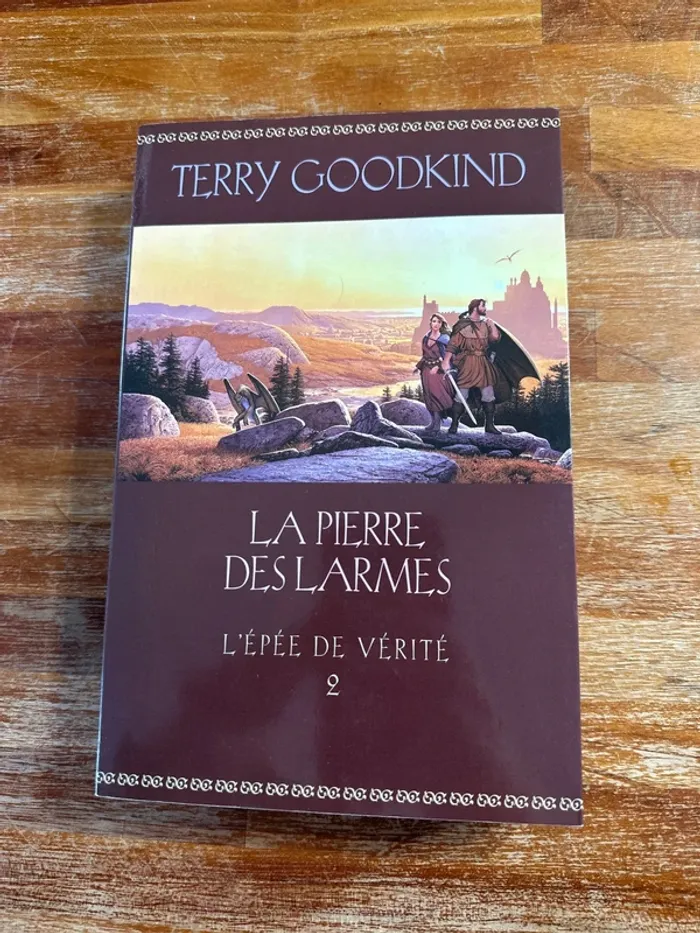 TERRY GOODKIND
LA PIERRE
DES LARMES
L'ÉPÉE DE VÉRITÉ
2